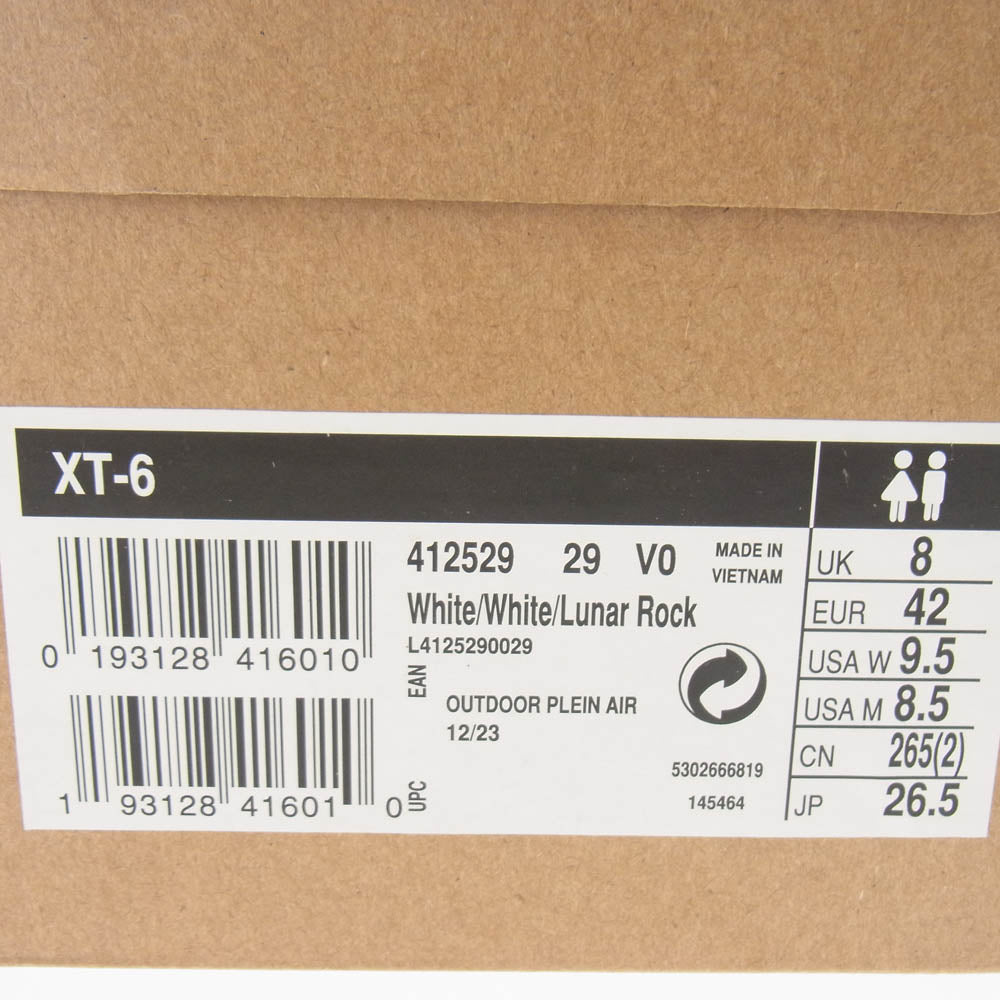 XT-6
412529 29 V0
MADE IN
VIETNAM
White/White/Lunar Rock
L4125290029
EAN
0 193128 416010
OUTDOOR PLEIN AIR
12/23
5302666819
145464
UPC
1 93128 41601 0
UK 8
EUR 42
USA W 9.5
USA M 8.5
CN 265(2)
JP 26.5